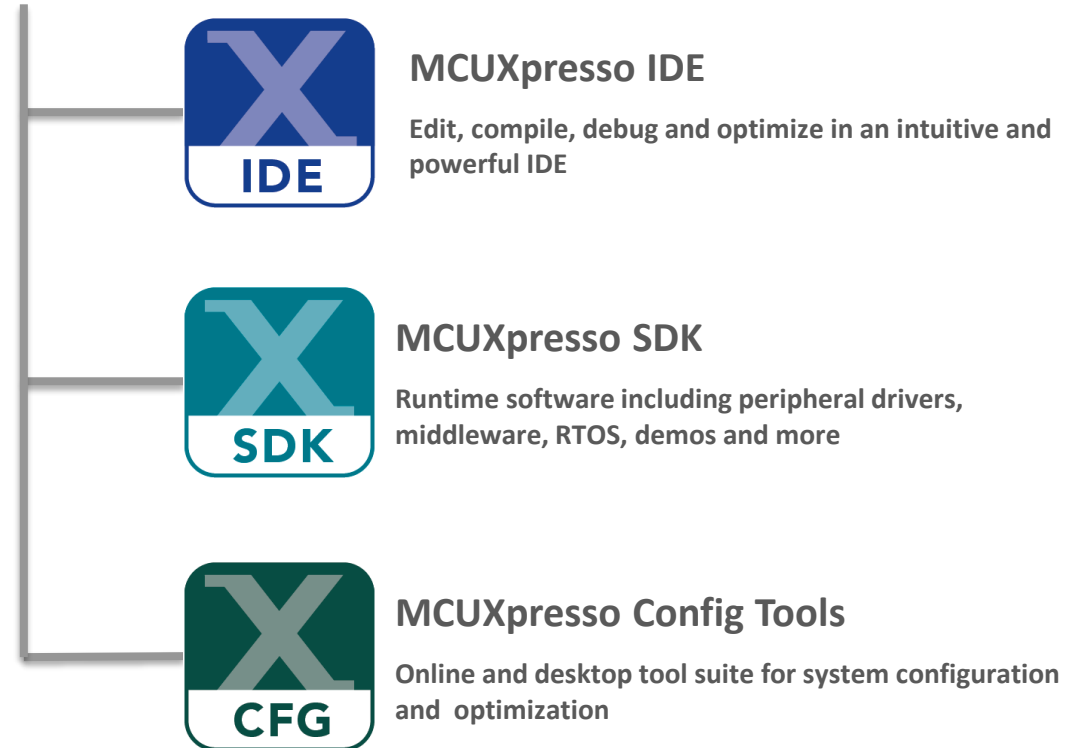 X
IDE
MCUXpresso IDE
Edit, compile, debug and optimize in an intuitive and
powerful IDE
X
SDK
MCUXpresso SDK
Runtime software including peripheral drivers,
middleware, RTOS, demos and more
X
CFG
MCUXpresso Config Tools
Online and desktop tool suite for system configuration
and  optimization